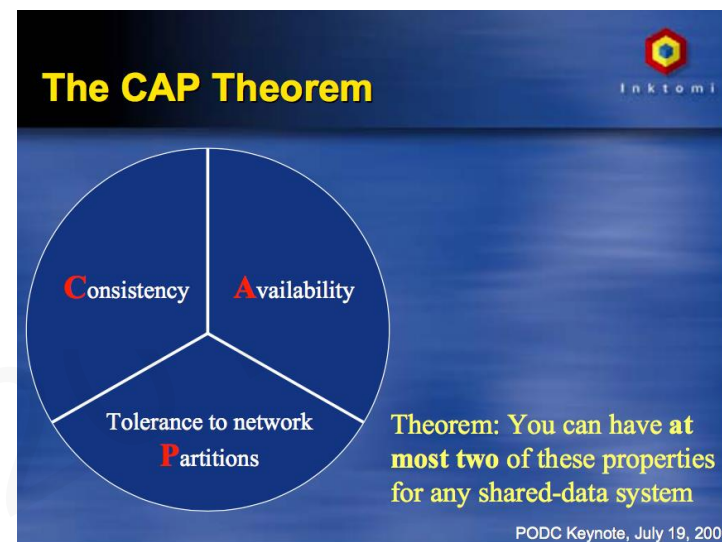 The CAP Theorem
Inktomi
Consistency
Availability
Tolerance to network
Partitions
Theorem: You can have at
most two of these properties
for any shared-data system
PODC Keynote, July 19, 200